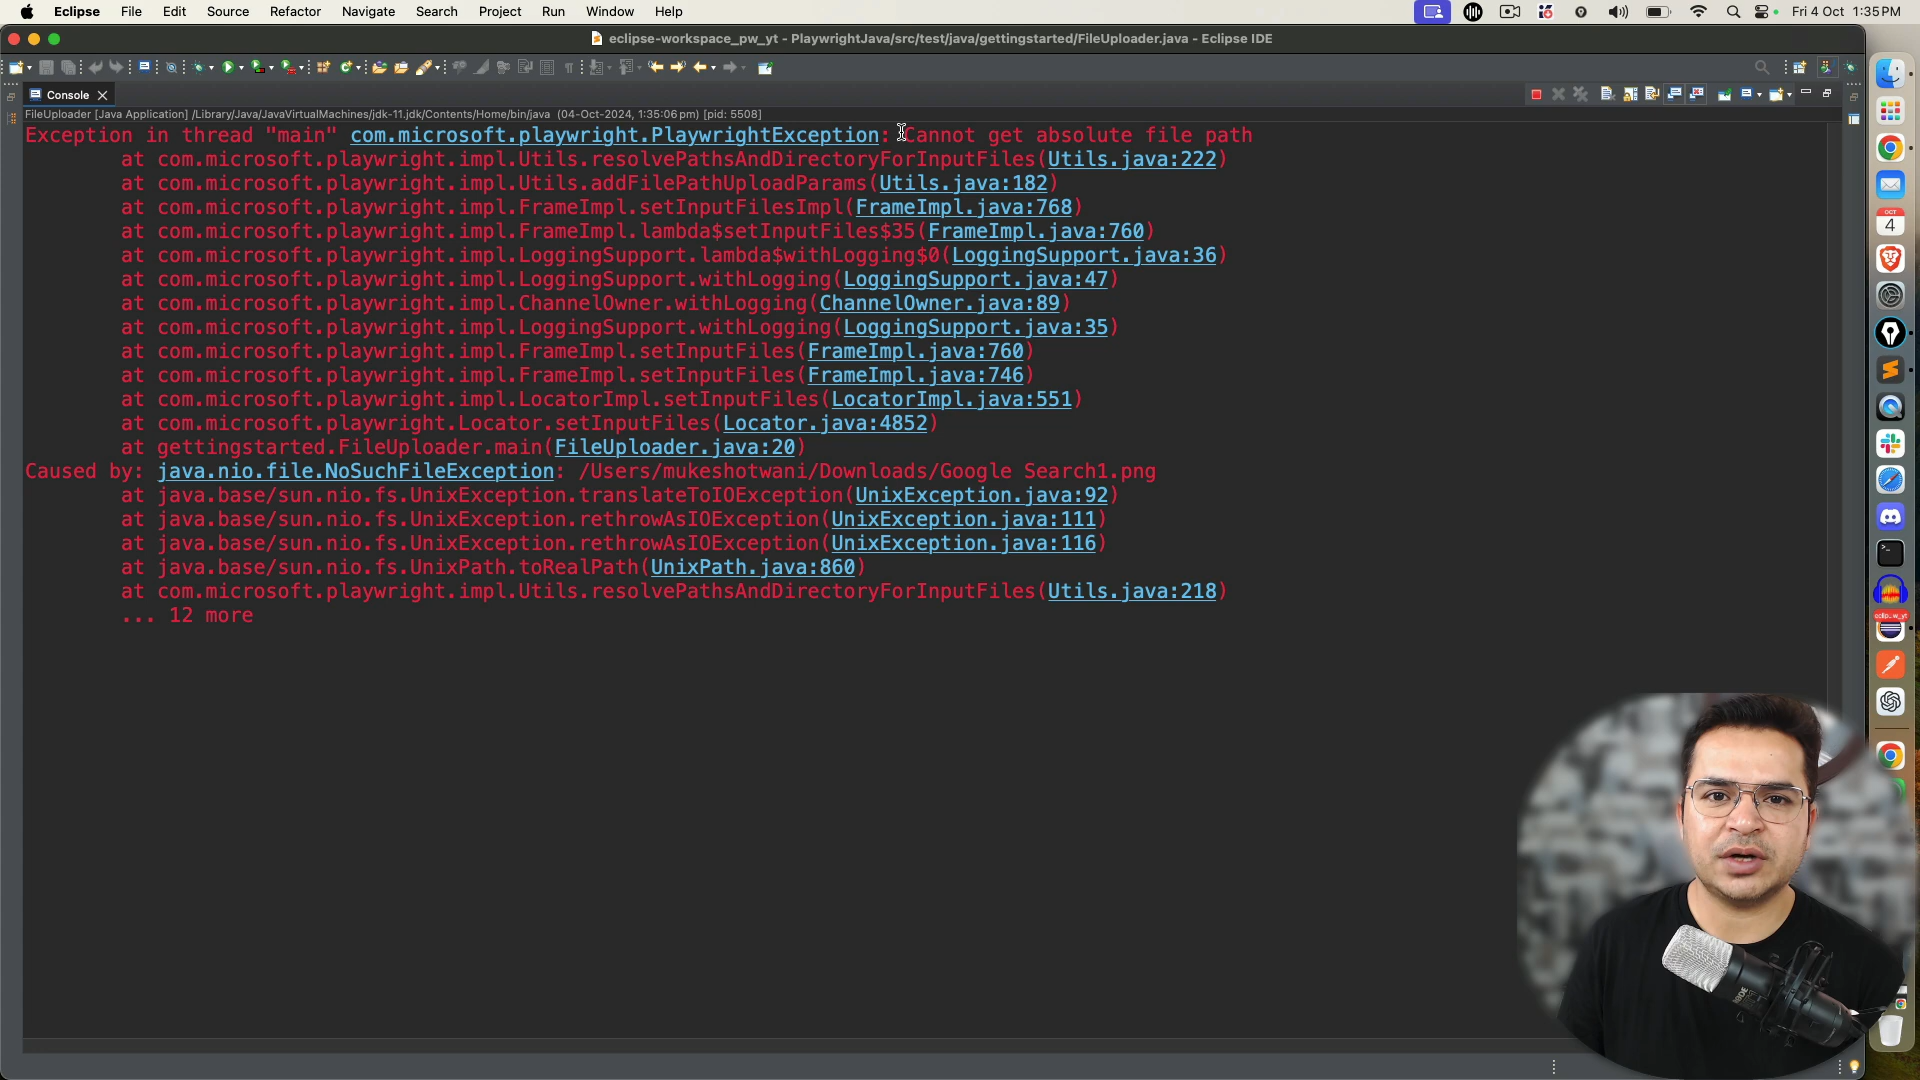 Eclipse File Edit Source Refactor Navigate Search Project Run Window Help Fri 4 Oct 1:35 PM
eclipse-workspace_pw_yt - PlaywrightJava/src/test/java/gettingstarted/FileUploader.java - Eclipse IDE
Console
FileUploader [Java Application] /Library/Java/JavaVirtualMachines/jdk-11.jdk/Contents/Home/bin/java (04-Oct-2024, 1:35:06 pm) [pid: 5508]
Exception in thread "main" com.microsoft.playwright.PlaywrightException: Cannot get absolute file path
at com.microsoft.playwright.impl.Utils.resolvePathsAndDirectoryForInputFiles(Utils.java:222)
at com.microsoft.playwright.impl.Utils.addFilePathUploadParams(Utils.java:182)
at com.microsoft.playwright.impl.FrameImpl.setInputFilesImpl(FrameImpl.java:768)
at com.microsoft.playwright.impl.FrameImpl.lambda$setInputFiles$35(FrameImpl.java:760)
at com.microsoft.playwright.impl.LoggingSupport.lambda$withLogging$0(LoggingSupport.java:36)
at com.microsoft.playwright.impl.LoggingSupport.withLogging(LoggingSupport.java:47)
at com.microsoft.playwright.impl.ChannelOwner.withLogging(ChannelOwner.java:89)
at com.microsoft.playwright.impl.LoggingSupport.withLogging(LoggingSupport.java:35)
at com.microsoft.playwright.impl.FrameImpl.setInputFiles(FrameImpl.java:760)
at com.microsoft.playwright.impl.FrameImpl.setInputFiles(FrameImpl.java:746)
at com.microsoft.playwright.impl.LocatorImpl.setInputFiles(LocatorImpl.java:551)
at com.microsoft.playwright.Locator.setInputFiles(Locator.java:4852)
at gettingstarted.FileUploader.main(FileUploader.java:20)
Caused by: java.nio.file.NoSuchFileException: /Users/mukeshotwani/Downloads/Google Search1.png
at java.base/sun.nio.fs.UnixException.translateToIOException(UnixException.java:92)
at java.base/sun.nio.fs.UnixException.rethrowAsIOException(UnixException.java:111)
at java.base/sun.nio.fs.UnixException.rethrowAsIOException(UnixException.java:116)
at java.base/sun.nio.fs.UnixPath.toRealPath(UnixPath.java:860)
at com.microsoft.playwright.impl.Utils.resolvePathsAndDirectoryForInputFiles(Utils.java:218)
... 12 more
OCT
4
eclip..w_yt